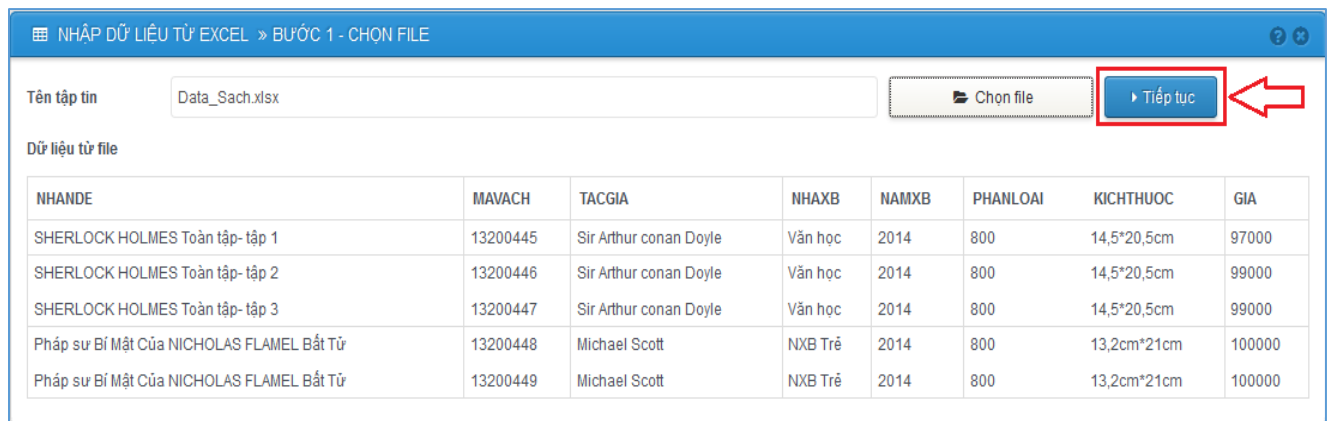 NHẬP DỮ LIỆU TỪ EXCEL » BƯỚC 1 - CHỌN FILE
Tên tập tin Data_Sach.xlsx Chọn file Tiếp tục
Dữ liệu từ file
NHANDE MAVACH TACGIA NHAXB NAMXB PHANLOAI KICHTHUOC GIA
SHERLOCK HOLMES Toàn tập- tập 1 13200445 Sir Arthur conan Doyle Văn học 2014 800 14,5*20,5cm 97000
SHERLOCK HOLMES Toàn tập- tập 2 13200446 Sir Arthur conan Doyle Văn học 2014 800 14,5*20,5cm 99000
SHERLOCK HOLMES Toàn tập- tập 3 13200447 Sir Arthur conan Doyle Văn học 2014 800 14,5*20,5cm 99000
Pháp sư Bí Mật Của NICHOLAS FLAMEL Bất Tử 13200448 Michael Scott NXB Trẻ 2014 800 13,2cm*21cm 100000
Pháp sư Bí Mật Của NICHOLAS FLAMEL Bất Tử 13200449 Michael Scott NXB Trẻ 2014 800 13,2cm*21cm 100000